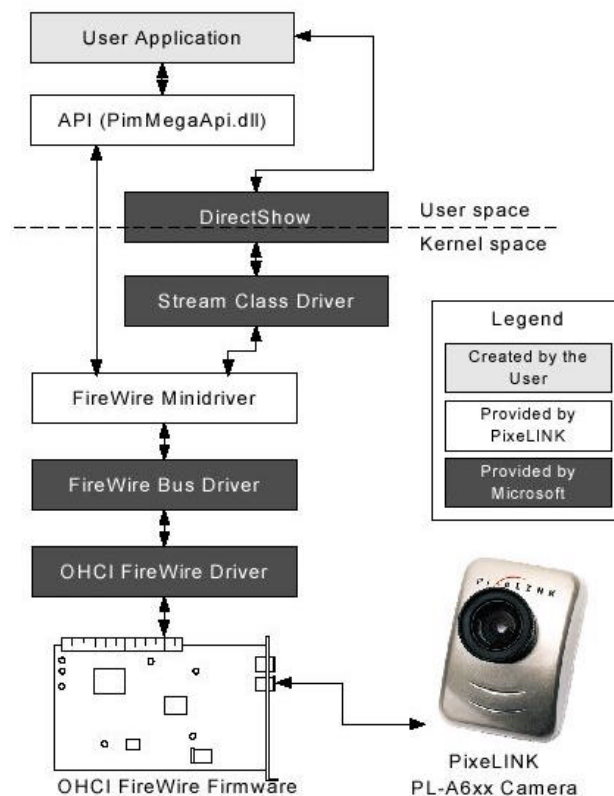 User Application
API (PimMegaApi.dll)
DirectShow
User space
Kernel space
Stream Class Driver
Legend
Created by the
User
Provided by
PixeLINK
Provided by
Microsoft
FireWire Minidriver
FireWire Bus Driver
OHCI FireWire Driver
PixeLINK
OHCI FireWire Firmware
PixeLINK
PL-A6xx Camera